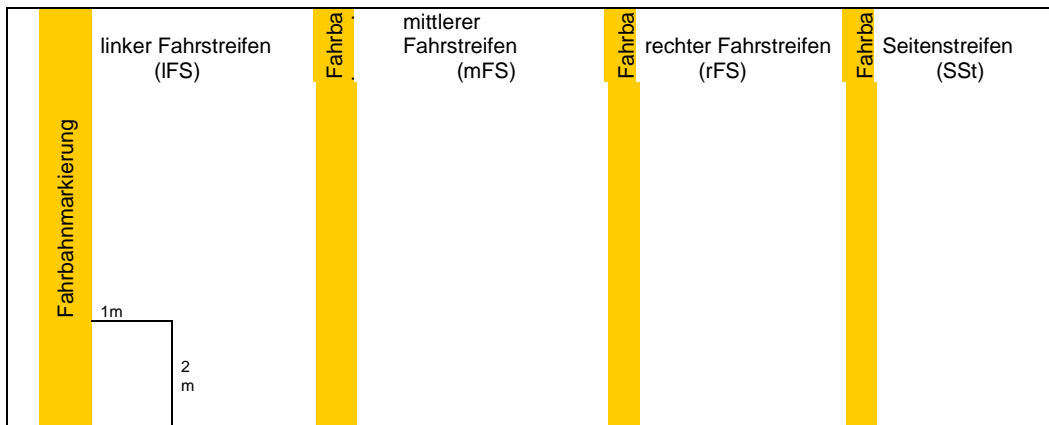 linker Fahrstreifen
(lFS)
mittlerer
Fahrstreifen
(mFS)
rechter Fahrstreifen
(rFS)
Seitenstreifen
(SSt)
Fahrbahnmarkierung
Fahrba
Fahrba
Fahrba
1m
2
m